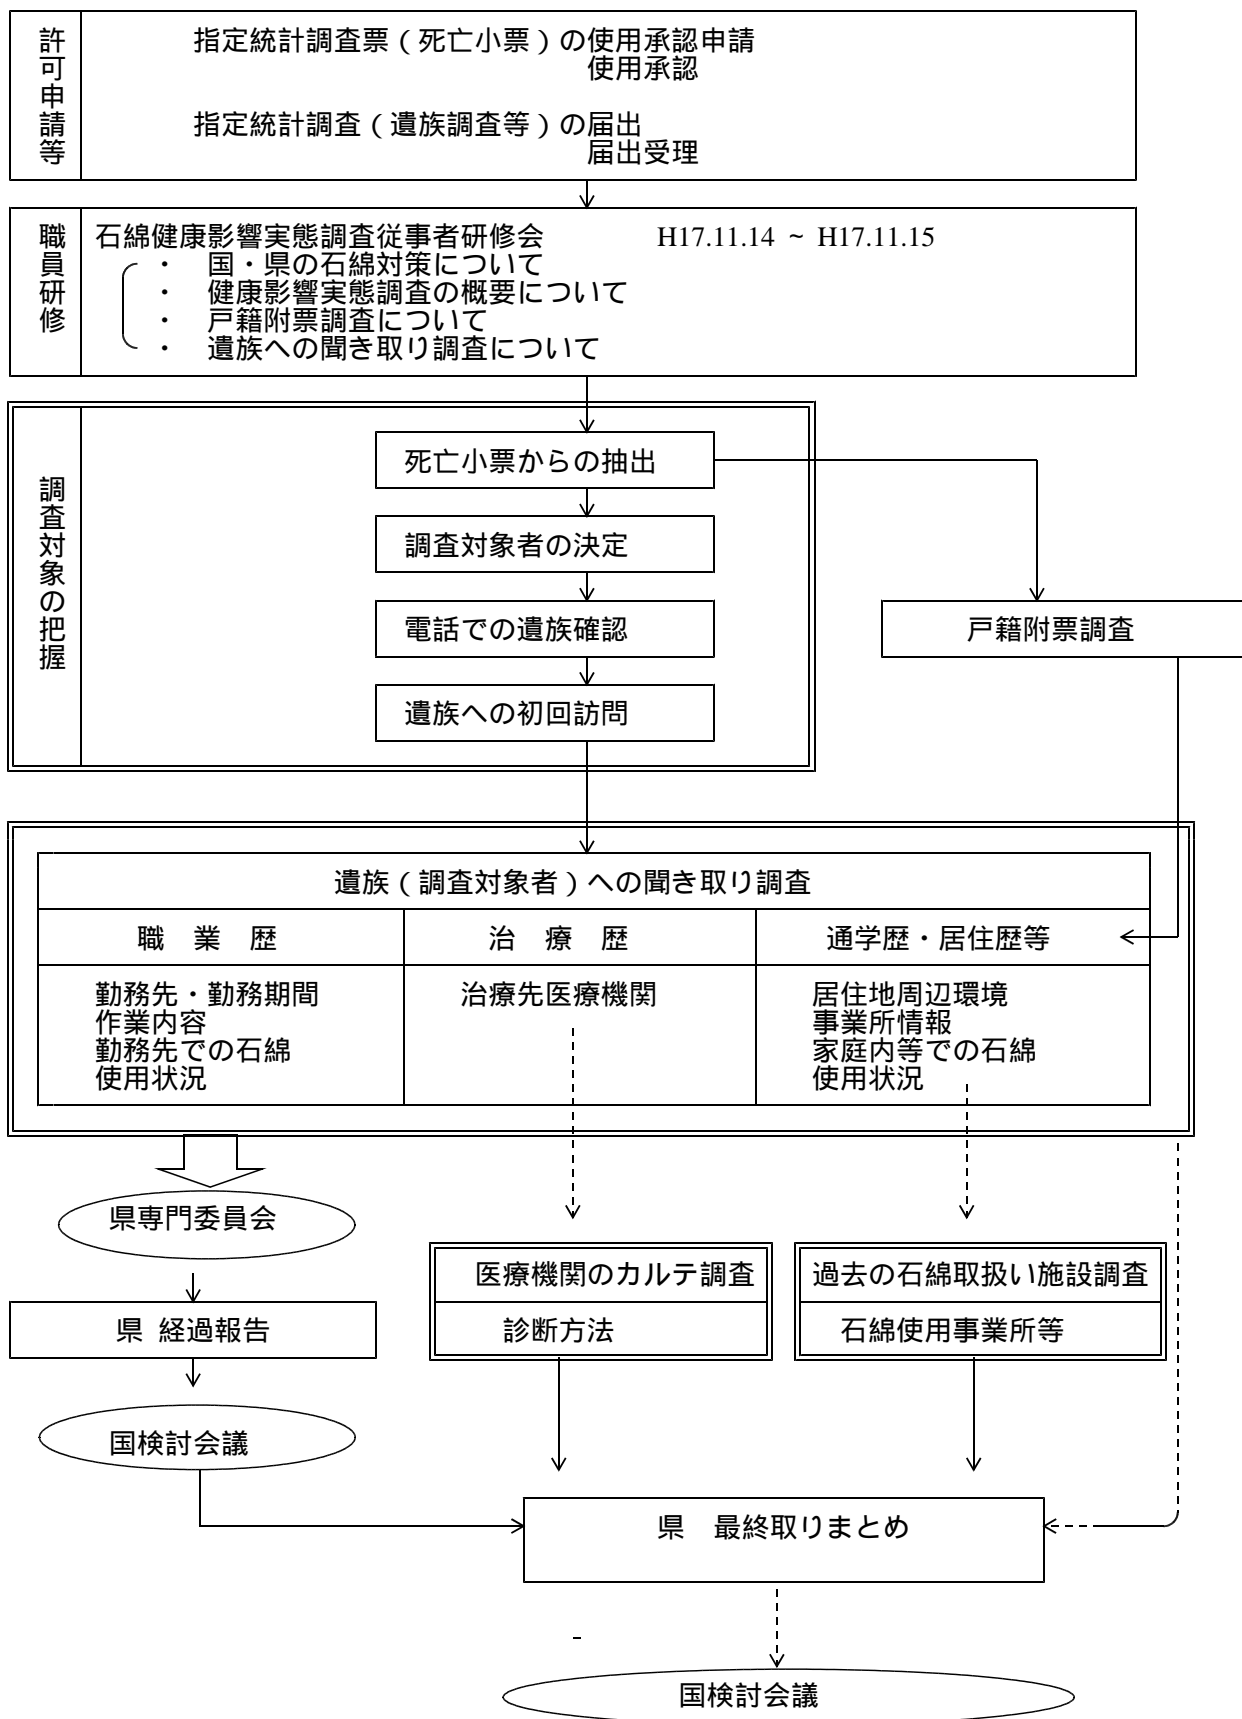 許可申請等
指定統計調査票（死亡小票）の使用承認申請
使用承認
指定統計調査（遺族調査等）の届出
届出受理
職員研修
石綿健康影響実態調査従事者研修会 H17.11.14 ~ H17.11.15
・ 国・県の石綿対策について
・ 健康影響実態調査の概要について
・ 戸籍附票調査について
・ 遺族への聞き取り調査について
調査対象の把握
死亡小票からの抽出
調査対象者の決定
電話での遺族確認
戸籍附票調査
遺族への初回訪問
遺族（調査対象者）への聞き取り調査
職 業 歴
治 療 歴
通学歴・居住歴等
勤務先・勤務期間
作業内容
勤務先での石綿
使用状況
治療先医療機関
居住地周辺環境
事業所情報
家庭内等での石綿
使用状況
県専門委員会
県 経過報告
国検討会議
医療機関のカルテ調査
診断方法
過去の石綿取扱い施設調査
石綿使用事業所等
県 最終取りまとめ
-
国検討会議